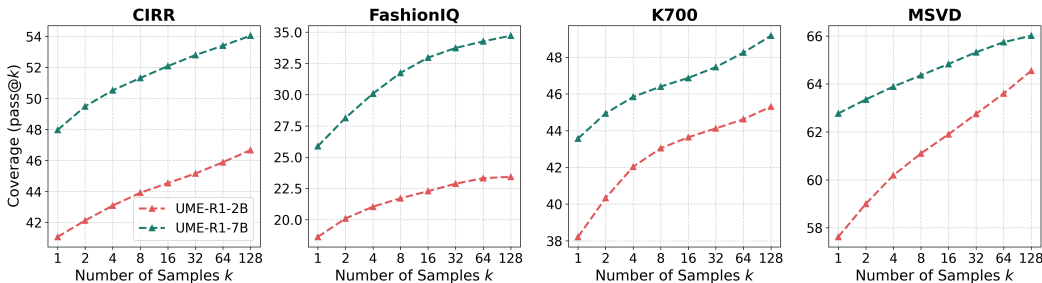 CIRR
FashionIQ
K700
MSVD
Coverage (pass@k)
54
52
50
48
46
44
42
UME-R1-2B
UME-R1-7B
1 2 4 8 16 32 64 128
Number of Samples k
35.0
32.5
30.0
27.5
25.0
22.5
20.0
1 2 4 8 16 32 64 128
Number of Samples k
48
46
44
42
40
38
1 2 4 8 16 32 64 128
Number of Samples k
66
64
62
60
58
1 2 4 8 16 32 64 128
Number of Samples k